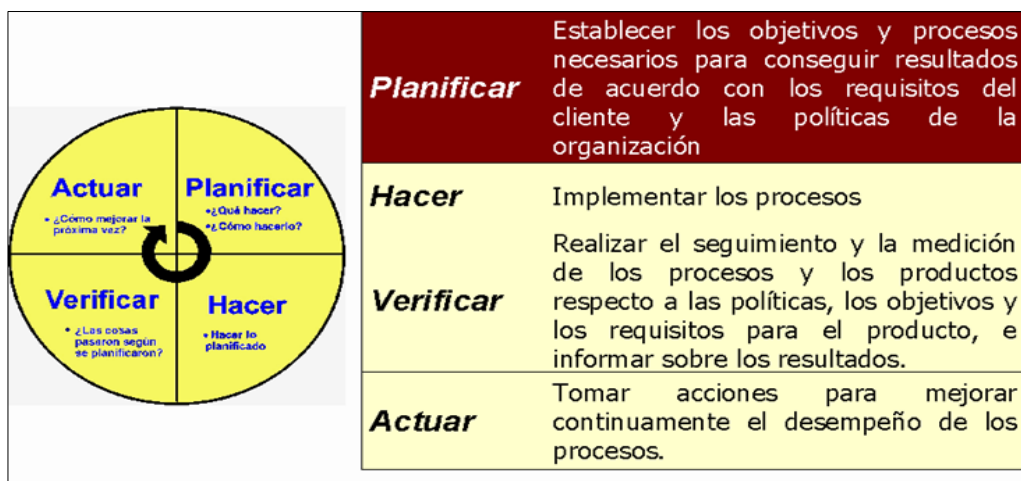 Actuar
• ¿Cómo mejorar la
próxima vez?
Planificar
•¿Qué hacer?
•¿Cómo hacerlo?
Verificar
• ¿Las cosas
pasaron según
se planificaron?
Hacer
• Hacer lo
planificado
Planificar
Establecer los objetivos y procesos
necesarios para conseguir resultados
de acuerdo con los requisitos del
cliente y las políticas de la
organización
Hacer
Implementar los procesos
Verificar
Realizar el seguimiento y la medición
de los procesos y los productos
respecto a las políticas, los objetivos y
los requisitos para el producto, e
informar sobre los resultados.
Actuar
Tomar acciones para mejorar
continuamente el desempeño de los
procesos.